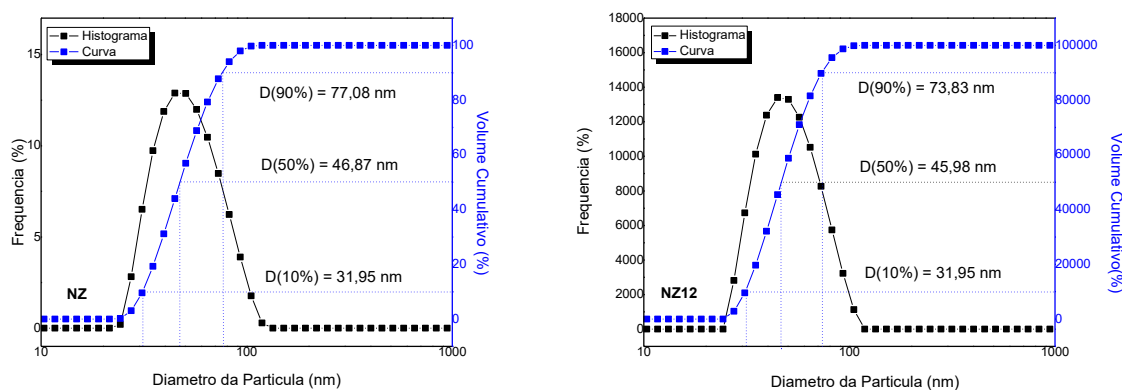 Histograma
Curva
D(90%) = 77,08 nm
D(50%) = 46,87 nm
D(10%) = 31,95 nm
NZ
Frequencia (%)
0
5
10
15
Volume Cumulativo (%)
0
20
40
60
80
100
10
100
1000
Diametro da Particula (nm)
Histograma
Curva
D(90%) = 73,83 nm
D(50%) = 45,98 nm
D(10%) = 31,95 nm
NZ12
Frequencia (%)
18000
16000
14000
12000
10000
8000
6000
4000
2000
0
Volume Cumulativo(%)
100000
80000
60000
40000
20000
0
10
100
1000
Diametro da Particula (nm)